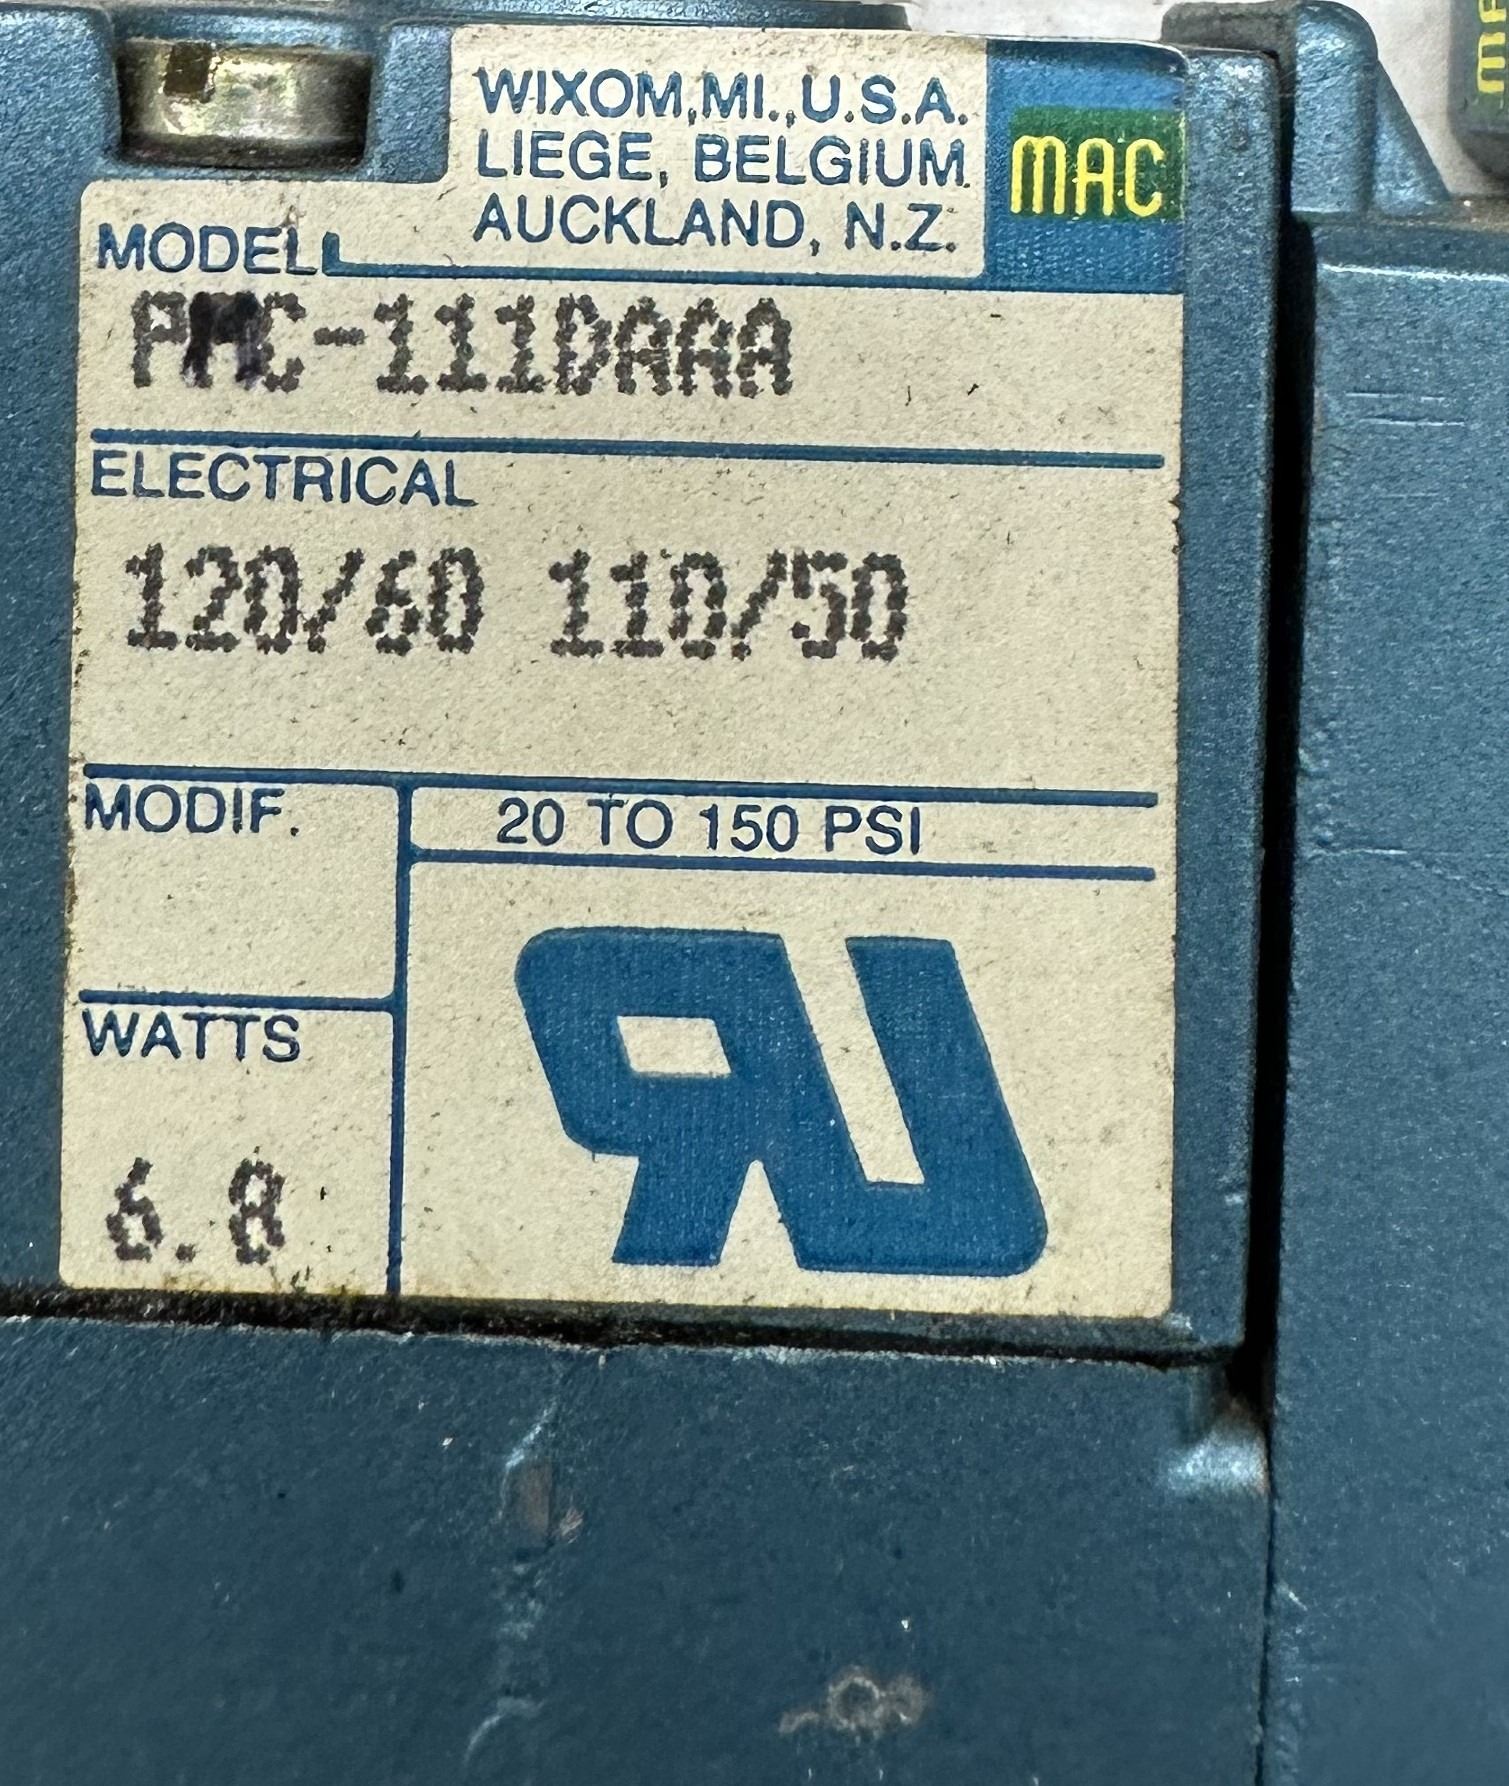 WIXOM, MI., U.S.A.
LIEGE, BELGIUM
AUCKLAND, N.Z.
MAC
MODEL
PMC-111DAAA
ELECTRICAL
120/60 110/50
MODIF.
20 TO 150 PSI
WATTS
6.8